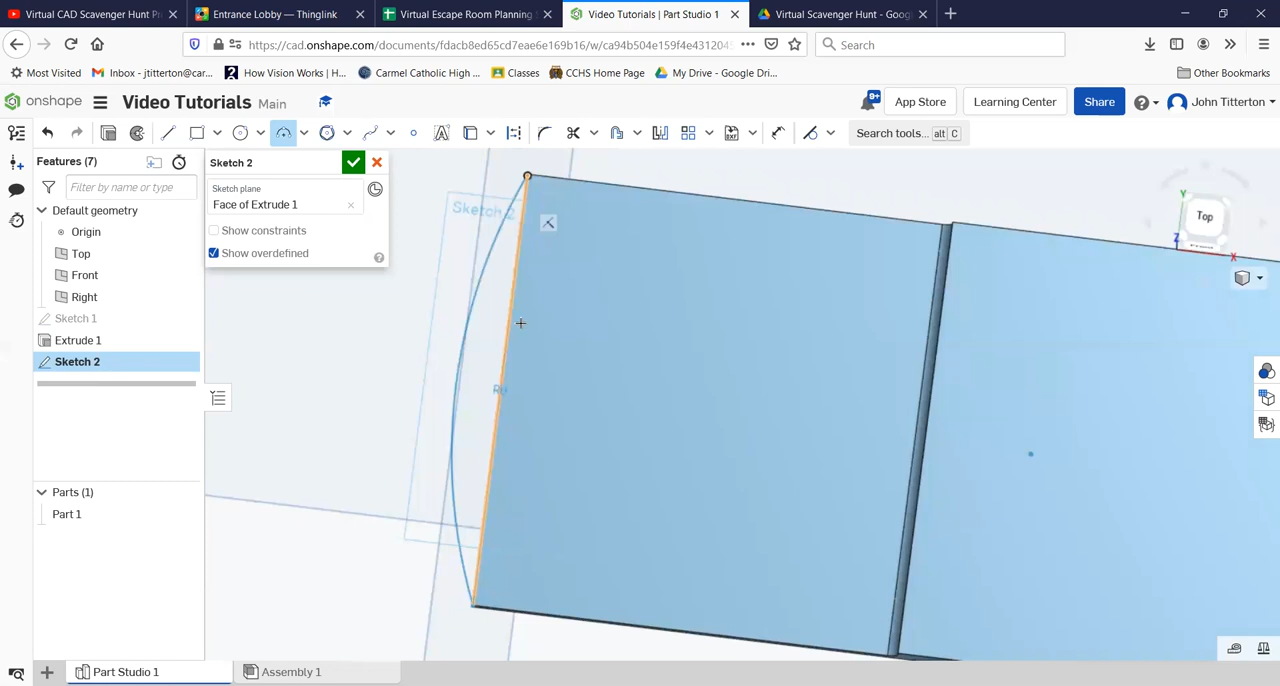 Virtual CAD Scavenger Hunt Pr
Entrance Lobby — Thinglink
Virtual Escape Room Planning
Video Tutorials | Part Studio 1
Virtual Scavenger Hunt - Goog
https://cad.onshape.com/documents/fdacb8ed65cd7eae6e169b16/w/ca94b504e159f4e431204
Search
Most Visited
Inbox - jtitterton@car...
How Vision Works | H...
Carmel Catholic High ...
Classes
CCHS Home Page
My Drive - Google Dri...
Other Bookmarks
onshape
Video Tutorials Main
9+
App Store
Learning Center
Share
John Titterton
Search tools... alt C
Features (7)
Filter by name or type
Default geometry
Origin
Top
Front
Right
Sketch 1
Extrude 1
Sketch 2
Parts (1)
Part 1
Sketch 2
Sketch plane
Face of Extrude 1
Show constraints
Show overdefined
Sketch 2
Top
Y
Z
X
Part Studio 1
Assembly 1